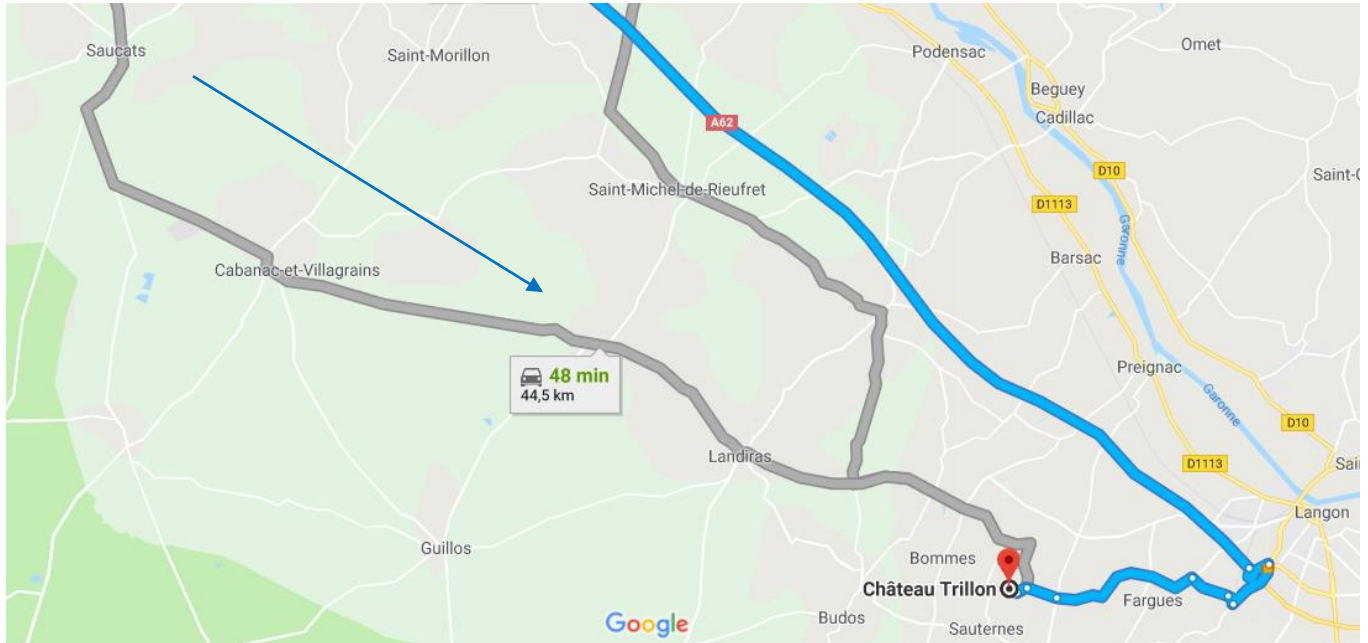 Saucats
Saint-Morillon
Podensac
Omet
Beguey
Cadillac
A62
D10
Saint-Michel-de-Rieufret
Saint-C
D1113
Garonne
Barsac
Cabanac-et-Villagrains
48 min
44,5 km
Preignac
Garonne
D10
Landiras
D1113
Sai
Langon
Guillos
Bommes
Château Trillon
Fargues
Budos
Sauternes
Google